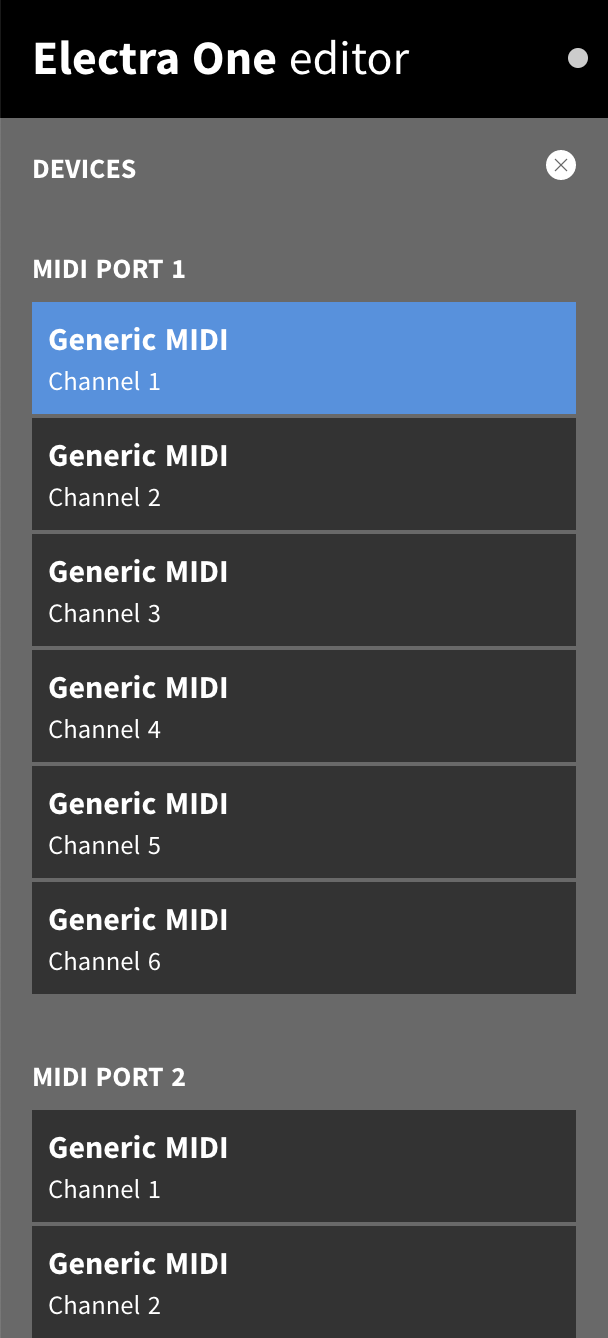 Electra One editor
DEVICES
MIDI PORT 1
Generic MIDI
Channel 1
Generic MIDI
Channel 2
Generic MIDI
Channel 3
Generic MIDI
Channel 4
Generic MIDI
Channel 5
Generic MIDI
Channel 6
MIDI PORT 2
Generic MIDI
Channel 1
Generic MIDI
Channel 2